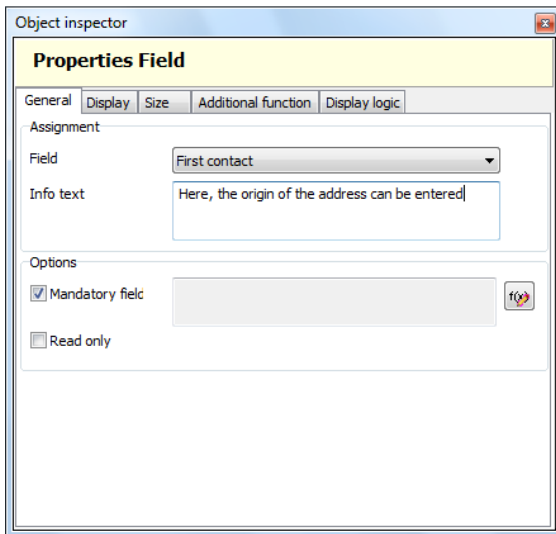 Object inspector
Properties Field
General Display Size Additional function Display logic
Assignment
Field First contact
Info text Here, the origin of the address can be entered
Options
Mandatory field f(x)
Read only